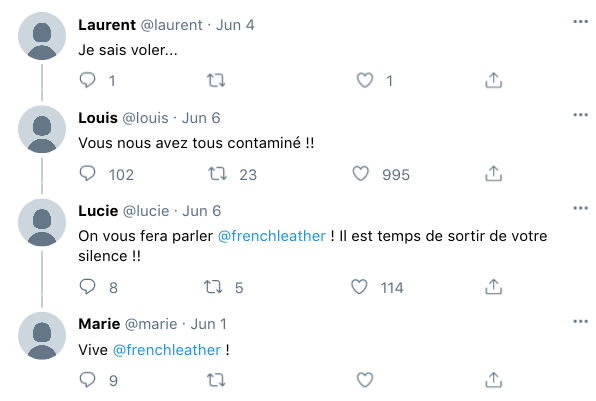 Laurent @laurent · Jun 4
Je sais voler...
1 1
Louis @louis · Jun 6
Vous nous avez tous contaminé !!
102 23 995
Lucie @lucie · Jun 6
On vous fera parler @frenchleather ! Il est temps de sortir de votre
silence !!
8 5 114
Marie @marie · Jun 1
Vive @frenchleather !
9